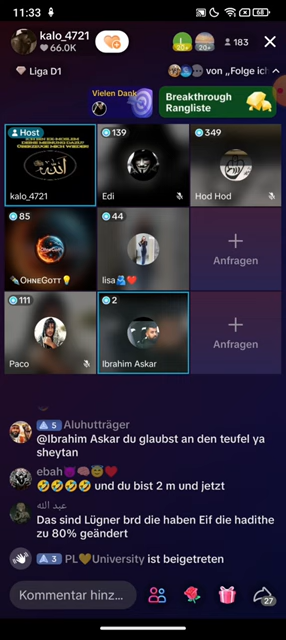 11:33
68
kalo_4721
66.0K
20+
20+
183
Liga D1
von „Folge ich
Vielen Dank
Breakthrough
Rangliste
Host
139
349
kalo_4721
Edi
Hod Hod
85
44
OHNEGOTT
lisa
Anfragen
111
2
Paco
Ibrahim Askar
Anfragen
5 Aluhutträger
@Ibrahim Askar du glaubst an den teufel ya
sheytan
ebah😈🧠😇❤️
🤣🤣🤣🤣 und du bist 2 m und jetzt
عبد الله
Das sind Lügner brd die haben Eif die hadithe
zu 80% geändert
3 PL💛University ist beigetreten
Kommentar hinz...
27